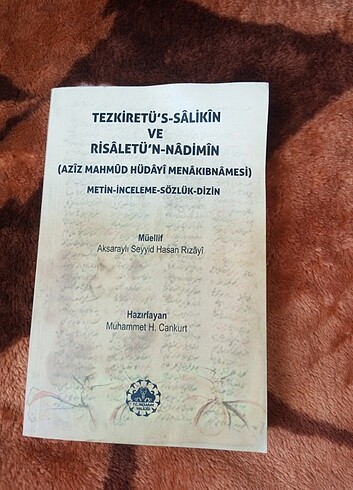 TEZKİRETÜ'S-SÂLİKÎN
VE
RİSÂLETÜ'N-NÂDİMÎN
(AZÎZ MAHMÛD HÜDÂYÎ MENÂKIBNÂMESİ)
METİN-İNCELEME-SÖZLÜK-DİZİN
Müellif
Aksaraylı Seyyid Hasan Rızâyî
Hazırlayan
Muhammet H. Cankurt